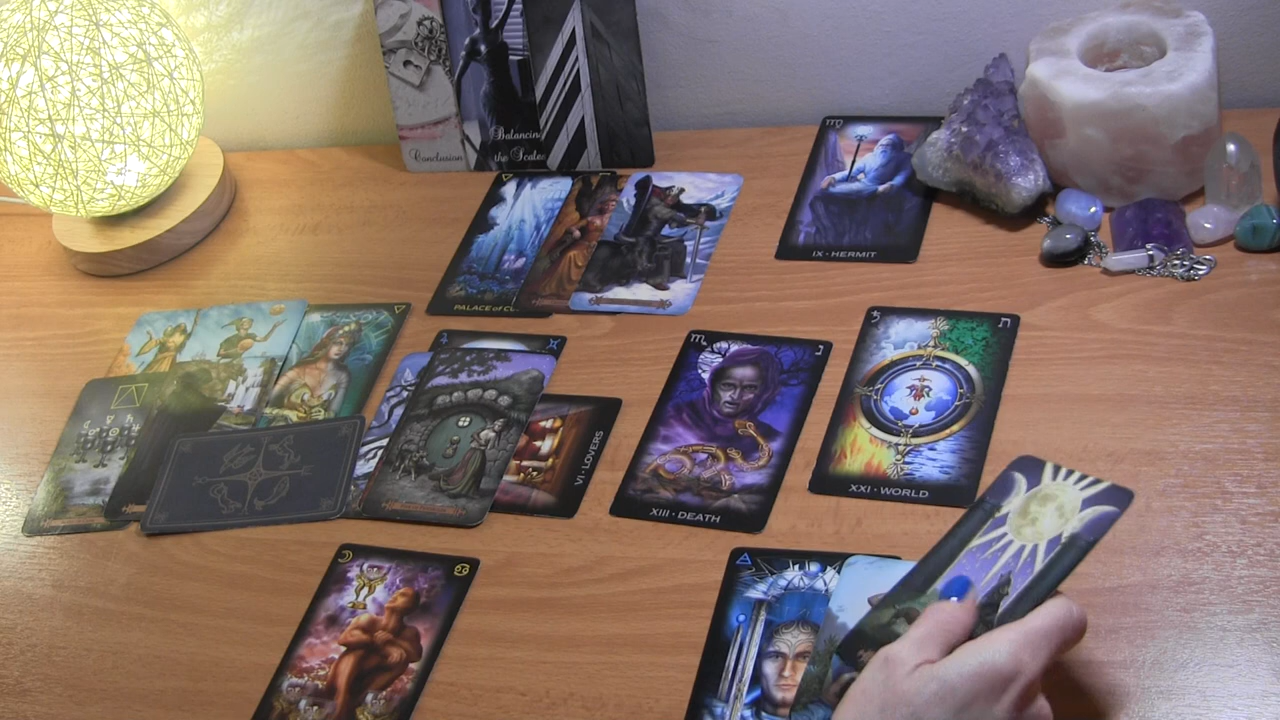 Conclusion
Balancing
the Scales
IX · HERMIT
PALACE of C
VI · LOVERS
XIII · DEATH
XXI · WORLD